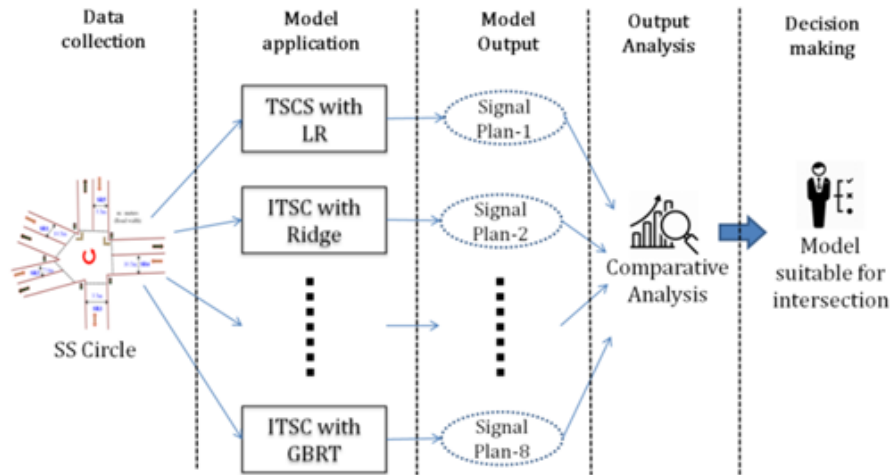 Data
collection
Model
application
Model
Output
Output
Analysis
Decision
making
TSCS with
LR
Signal
Plan-1
ITSC with
Ridge
Signal
Plan-2
SS Circle
Comparative
Analysis
Model
suitable for
intersection
ITSC with
GBRT
Signal
Plan-8